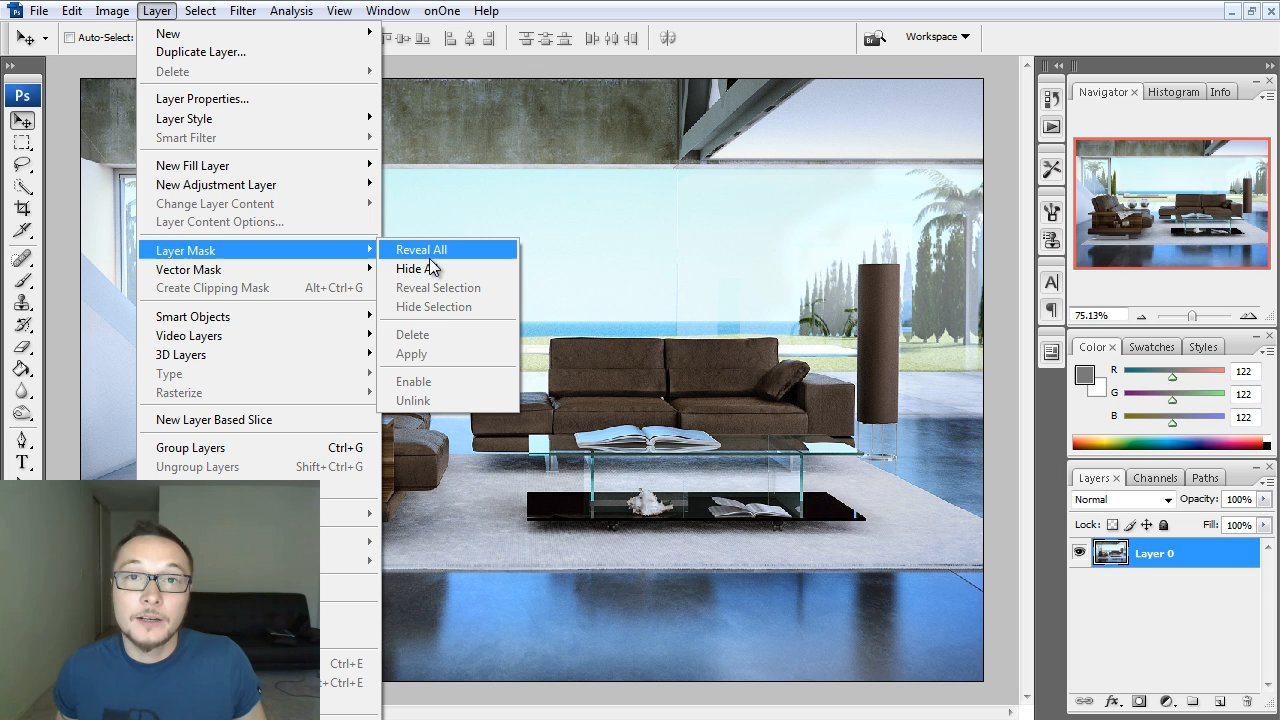 Ps File Edit Image Layer Select Filter Analysis View Window onOne Help
Auto-Select:
Br Workspace
Ps
T
New
Duplicate Layer...
Delete
Layer Properties...
Layer Style
Smart Filter
New Fill Layer
New Adjustment Layer
Change Layer Content
Layer Content Options...
Layer Mask
Vector Mask
Create Clipping Mask Alt+Ctrl+G
Smart Objects
Video Layers
3D Layers
Type
Rasterize
New Layer Based Slice
Group Layers Ctrl+G
Ungroup Layers Shift+Ctrl+G
Ctrl+E
+Ctrl+E
Reveal All
Hide
Reveal Selection
Hide Selection
Delete
Apply
Enable
Unlink
Navigator Histogram Info
75.13%
A
Color Swatches Styles
R 122
G 122
B 122
Layers Channels Paths
Normal Opacity: 100%
Lock: Fill: 100%
Layer 0
fx